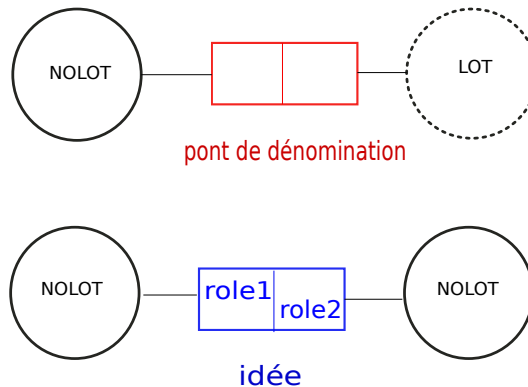 NOLOT
LOT
pont de dénomination
NOLOT
role1
role2
NOLOT
idée